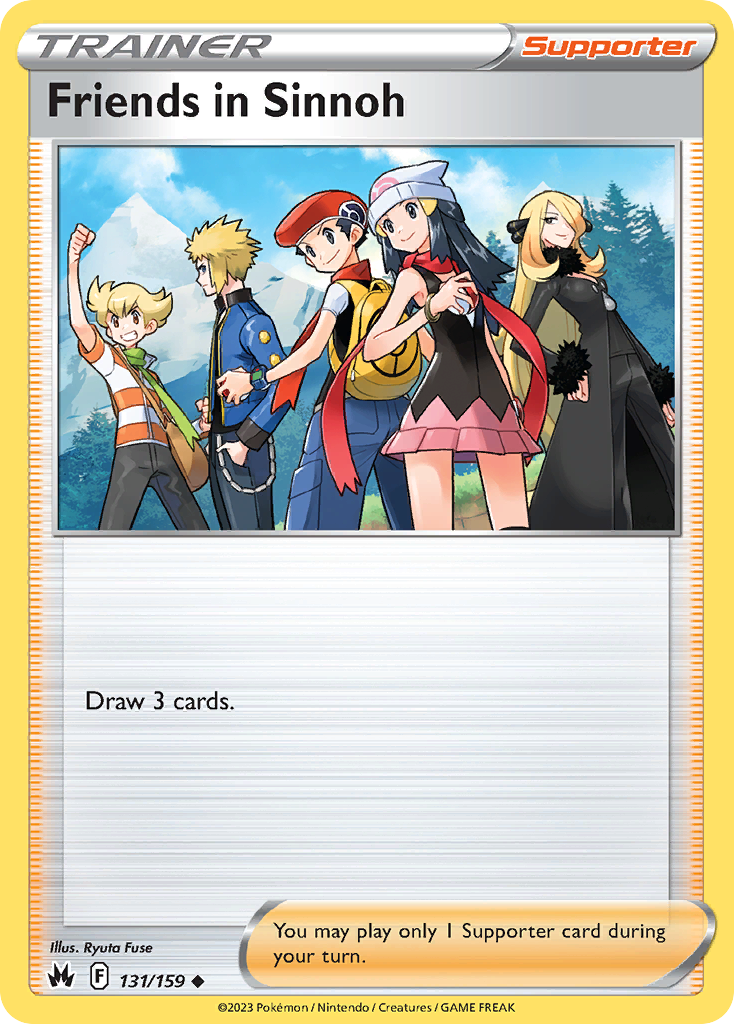 TRAINER Supporter
Friends in Sinnoh
Draw 3 cards.
You may play only 1 Supporter card during
your turn.
Illus. Ryuta Fuse
F 131/159 ◆
©2023 Pokémon / Nintendo / Creatures / GAME FREAK